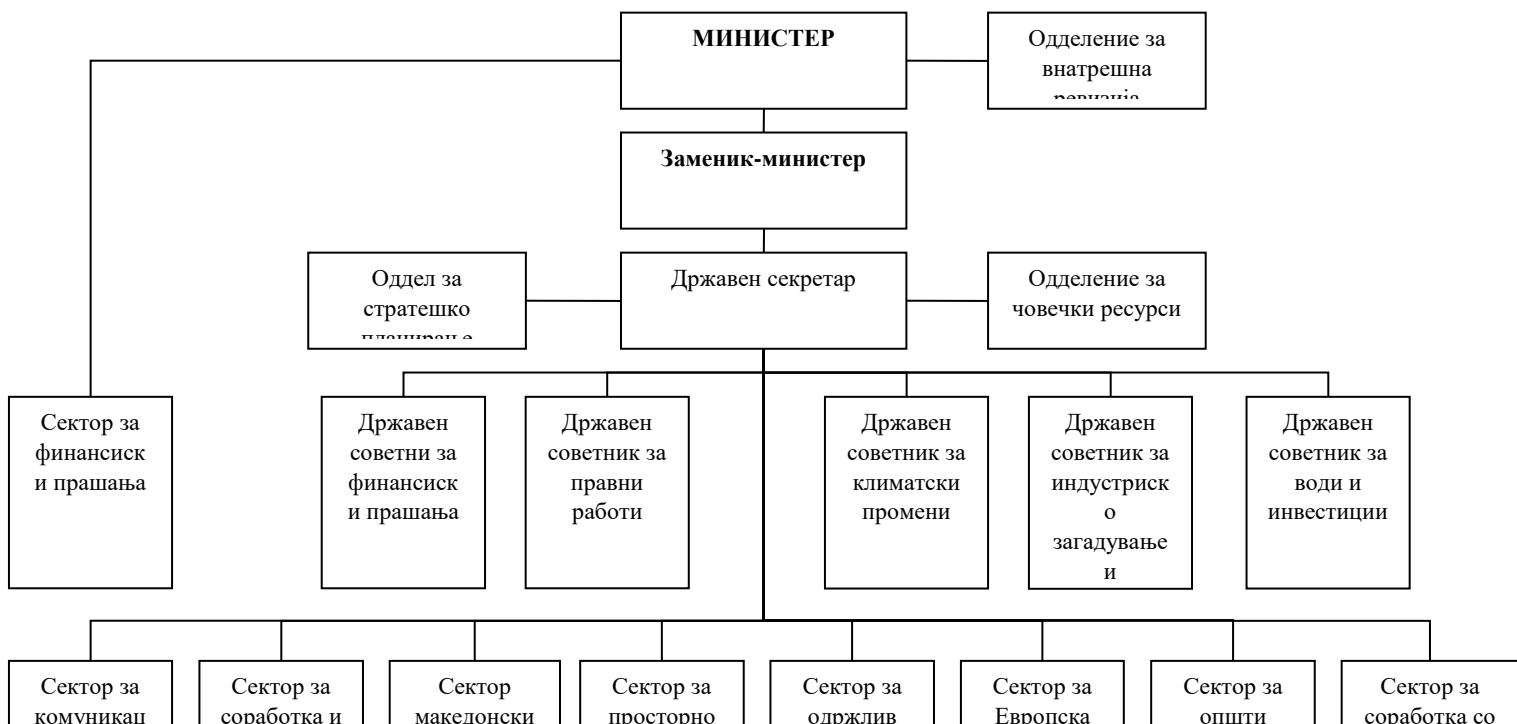 МИНИСТЕР
Одделение за
внатрешна
ревизија
Заменик-министер
Оддел за
стратешко
планирање
Државен секретар
Одделение за
човечки ресурси
Сектор за
финансиск
и прашања
Државен
советни за
финансиск
и прашања
Државен
советник за
правни
работи
Државен
советник за
климатски
промени
Државен
советник за
индустриск
о
загадување
и
Државен
советник за
води и
инвестиции
Сектор за
комуникац
Сектор за
соработка и
Сектор
македонски
Сектор за
просторно
Сектор за
одржлив
Сектор за
Европска
Сектор за
општи
Сектор за
соработка со